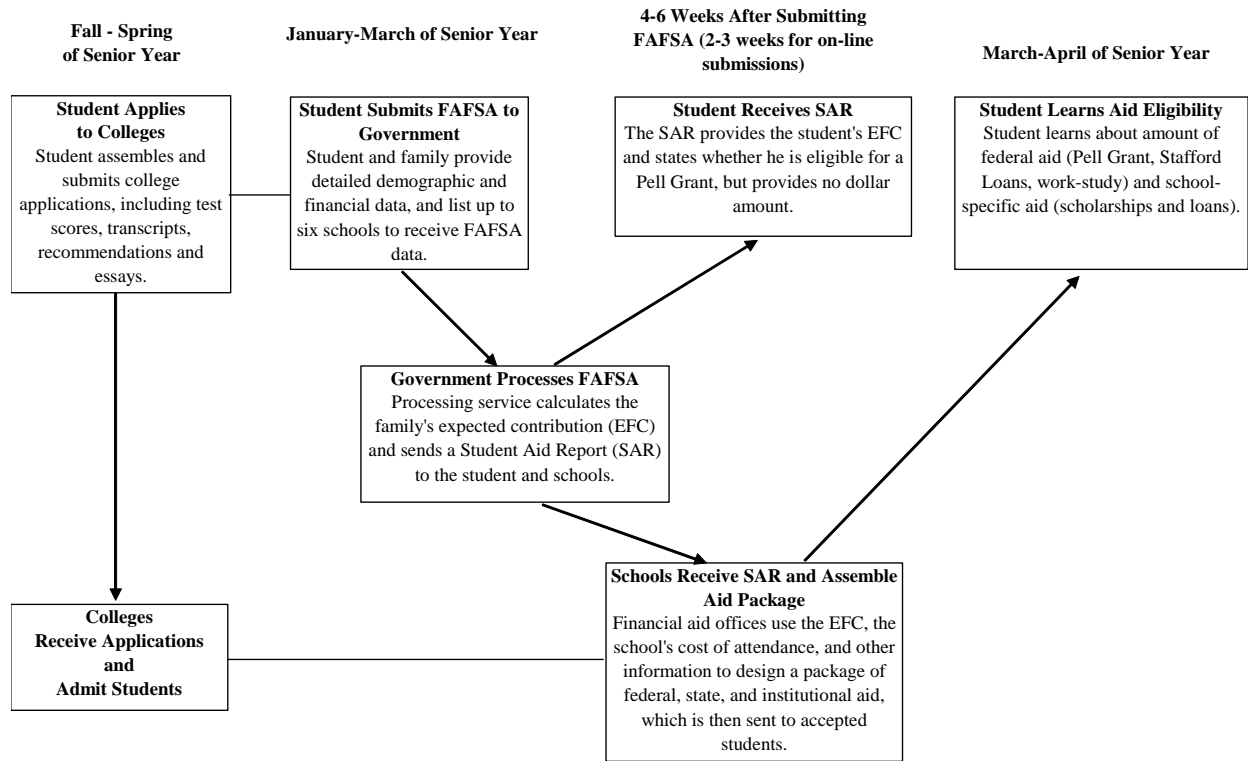 Fall - Spring
of Senior Year
January-March of Senior Year
4-6 Weeks After Submitting
FAFSA (2-3 weeks for on-line
submissions)
March-April of Senior Year
Student Applies
to Colleges
Student assembles and
submits college
applications, including test
scores, transcripts,
recommendations and
essays.
Student Submits FAFSA to
Government
Student and family provide
detailed demographic and
financial data, and list up to
six schools to receive FAFSA
data.
Student Receives SAR
The SAR provides the student's EFC
and states whether he is eligible for a
Pell Grant, but provides no dollar
amount.
Student Learns Aid Eligibility
Student learns about amount of
federal aid (Pell Grant, Stafford
Loans, work-study) and school-
specific aid (scholarships and loans).
Government Processes FAFSA
Processing service calculates the
family's expected contribution (EFC)
and sends a Student Aid Report (SAR)
to the student and schools.
Colleges
Receive Applications
and
Admit Students
Schools Receive SAR and Assemble
Aid Package
Financial aid offices use the EFC, the
school's cost of attendance, and other
information to design a package of
federal, state, and institutional aid,
which is then sent to accepted
students.